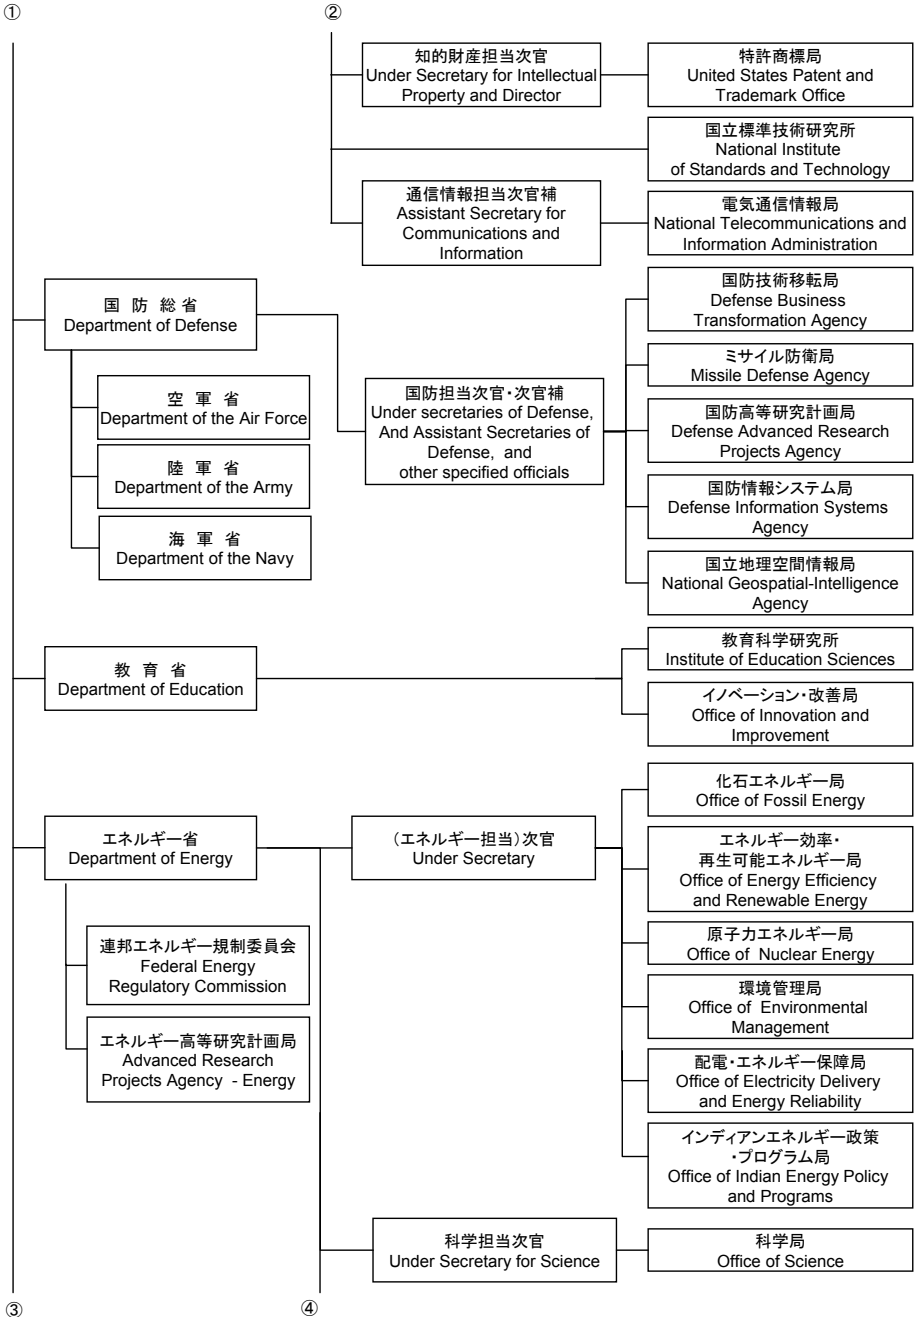 ①
②
知的財産担当次官
Under Secretary for Intellectual
Property and Director
特許商標局
United States Patent and
Trademark Office
国立標準技術研究所
National Institute
of Standards and Technology
通信情報担当次官補
Assistant Secretary for
Communications and
Information
電気通信情報局
National Telecommunications and
Information Administration
国 防 総 省
Department of Defense
空 軍 省
Department of the Air Force
陸 軍 省
Department of the Army
海 軍 省
Department of the Navy
国防担当次官・次官補
Under secretaries of Defense,
And Assistant Secretaries of
Defense, and
other specified officials
国防技術移転局
Defense Business
Transformation Agency
ミサイル防衛局
Missile Defense Agency
国防高等研究計画局
Defense Advanced Research
Projects Agency
国防情報システム局
Defense Information Systems
Agency
国立地理空間情報局
National Geospatial-Intelligence
Agency
教 育 省
Department of Education
教育科学研究所
Institute of Education Sciences
イノベーション・改善局
Office of Innovation and
Improvement
エネルギー省
Department of Energy
連邦エネルギー規制委員会
Federal Energy
Regulatory Commission
エネルギー高等研究計画局
Advanced Research
Projects Agency - Energy
（エネルギー担当）次官
Under Secretary
化石エネルギー局
Office of Fossil Energy
エネルギー効率・
再生可能エネルギー局
Office of Energy Efficiency
and Renewable Energy
原子力エネルギー局
Office of Nuclear Energy
環境管理局
Office of Environmental
Management
配電・エネルギー保障局
Office of Electricity Delivery
and Energy Reliability
インディアンエネルギー政策
・プログラム局
Office of Indian Energy Policy
and Programs
科学担当次官
Under Secretary for Science
科学局
Office of Science
③
④